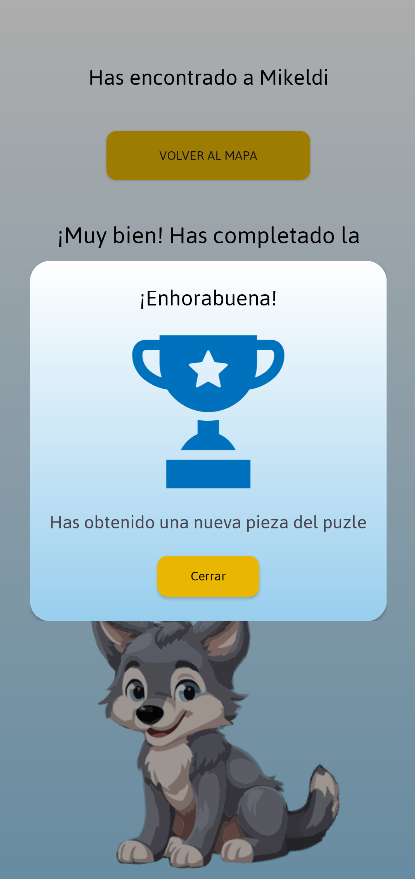 Has encontrado a Mikeldi
VOLVER AL MAPA
¡Muy bien! Has completado la
¡Enhorabuena!
Has obtenido una nueva pieza del puzle
Cerrar